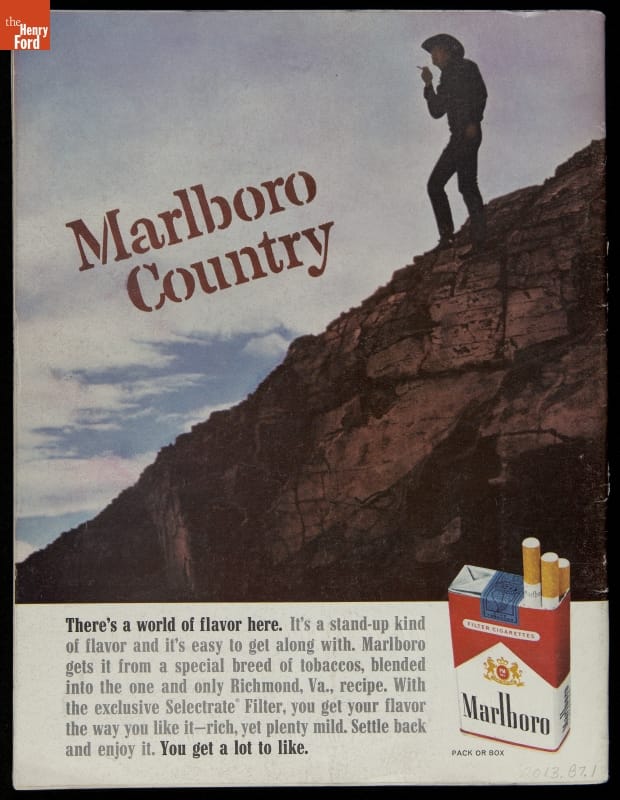 the
Henry
Ford
Marlboro
Country
There's a world of flavor here. It's a stand-up kind
of flavor and it's easy to get along with. Marlboro
gets it from a special breed of tobaccos, blended
into the one and only Richmond, Va., recipe. With
the exclusive Selectrate® Filter, you get your flavor
the way you like it—rich, yet plenty mild. Settle back
and enjoy it. You get a lot to like.
FILTER CIGARETTES
Marlboro
Marlboro
PACK OR BOX
2013.87.1